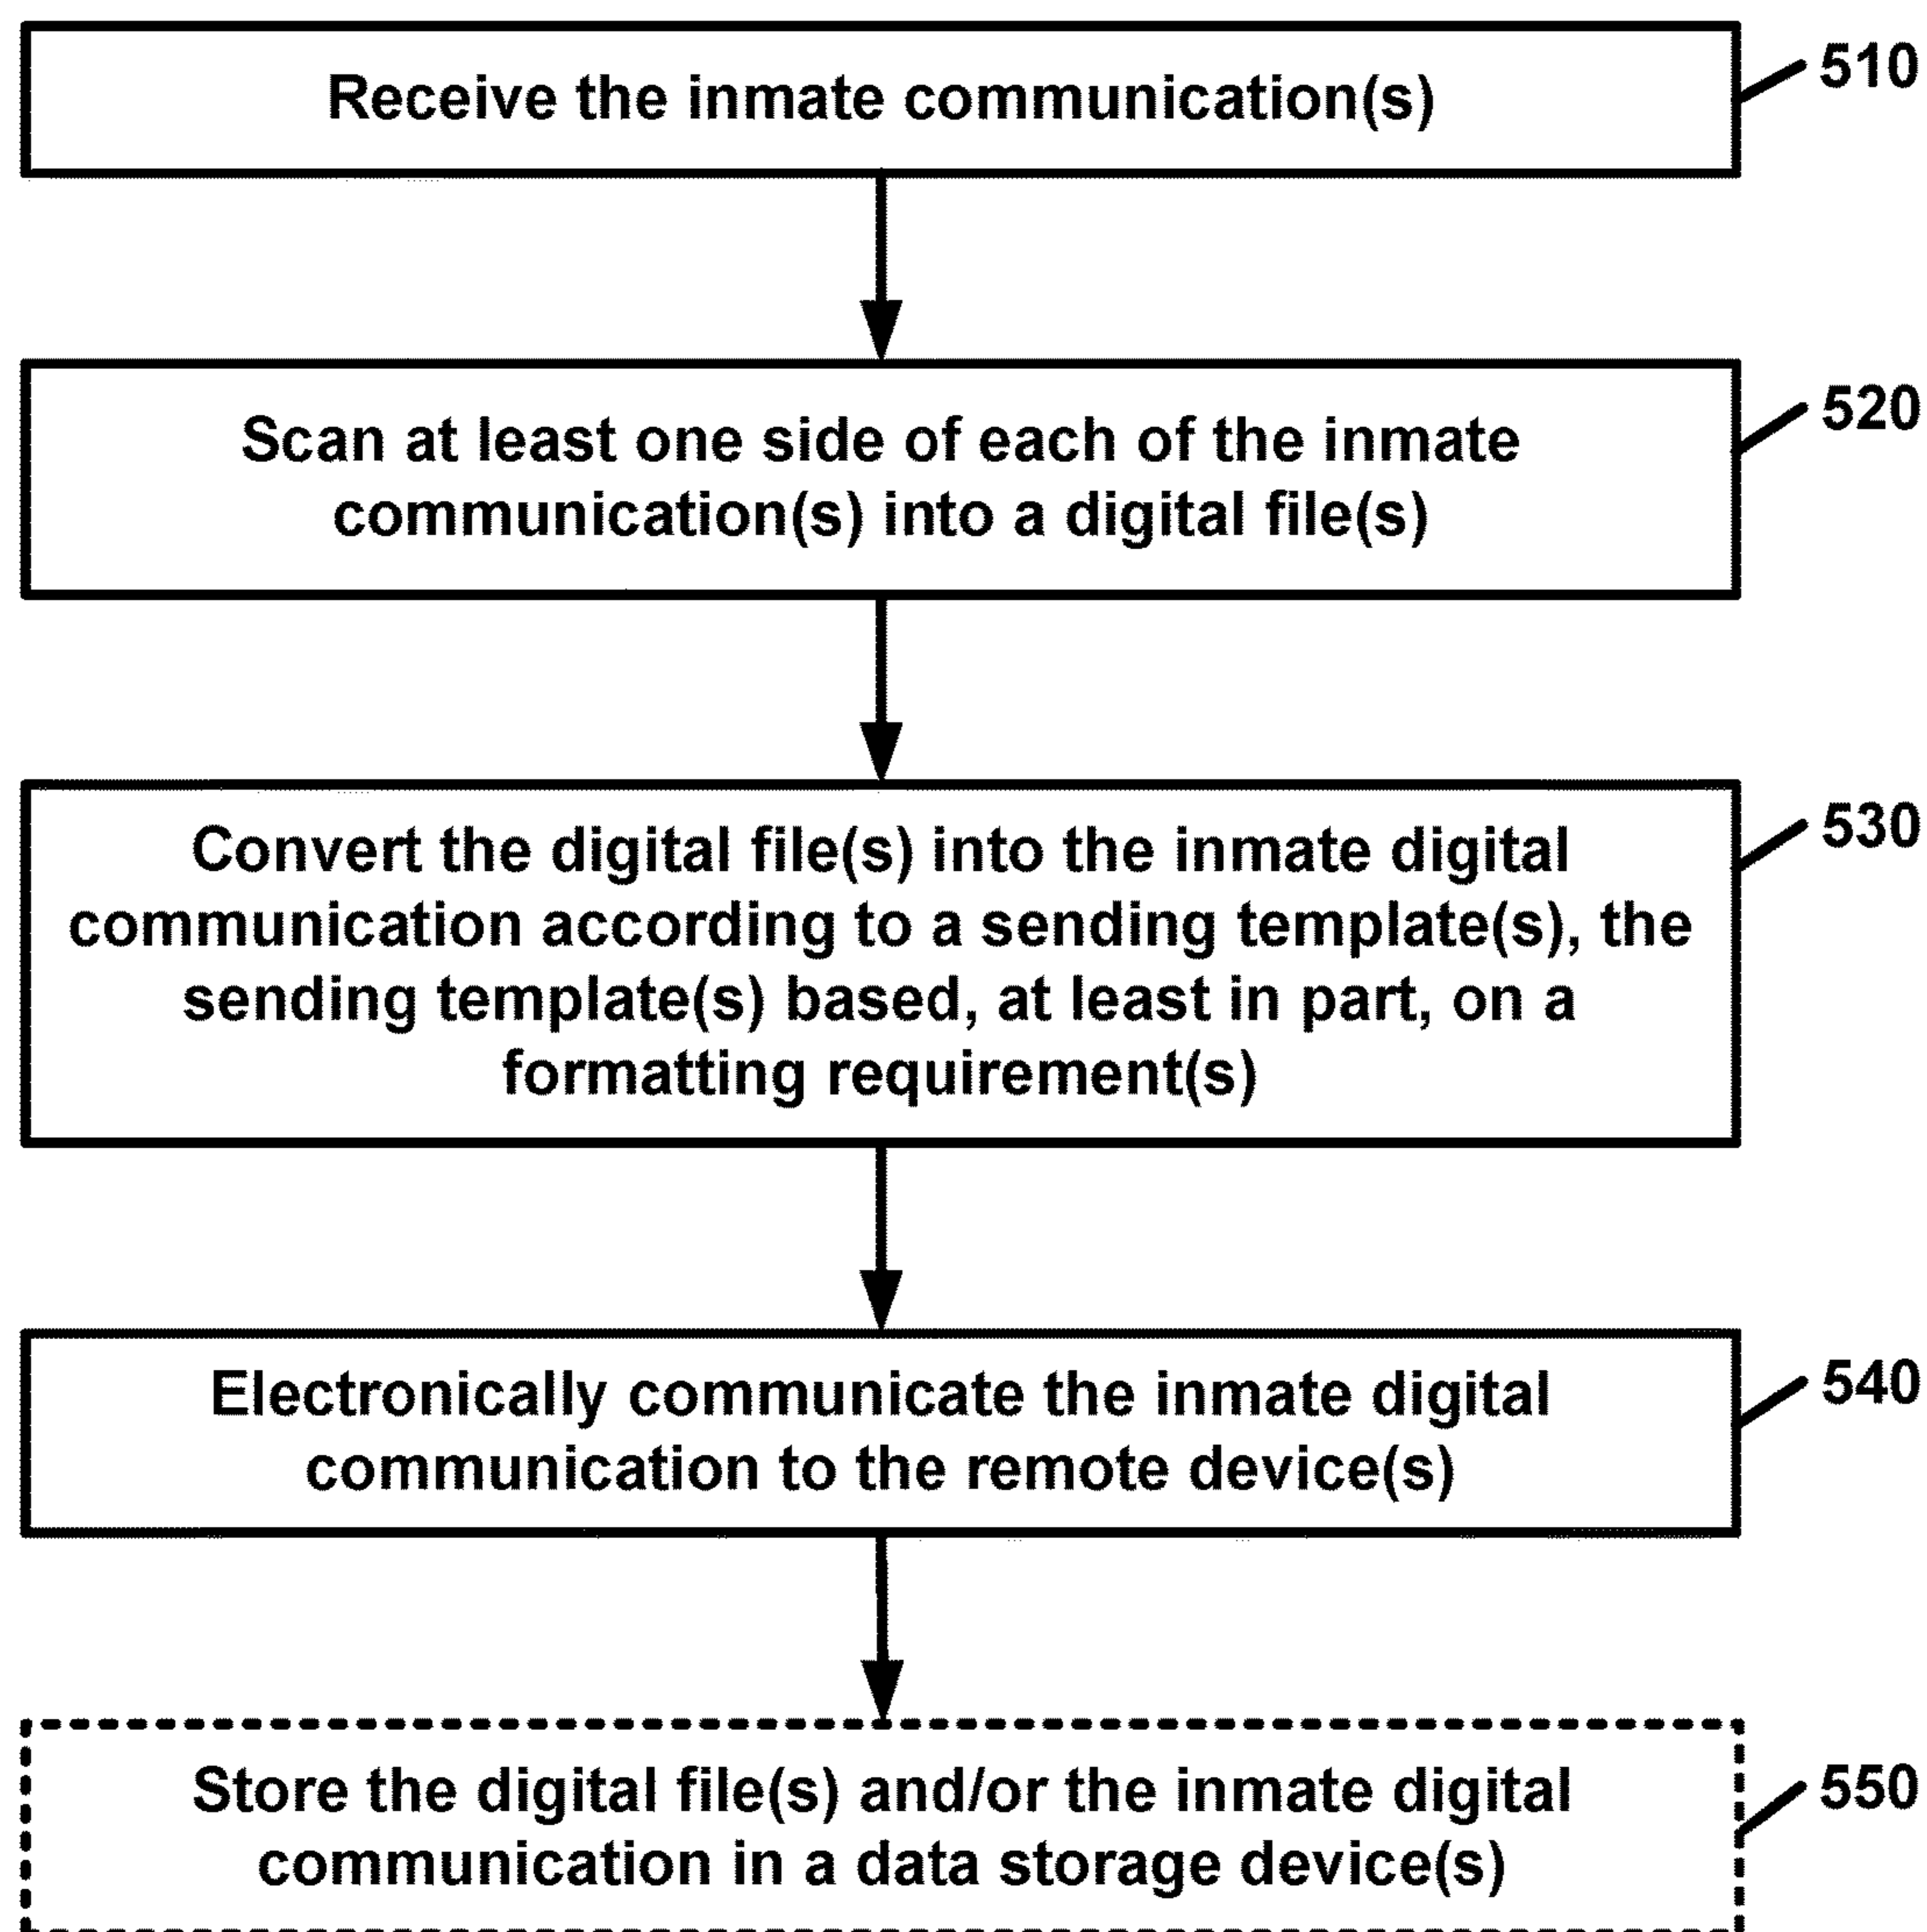 Receive the inmate communication(s)
510
Scan at least one side of each of the inmate
communication(s) into a digital file(s)
520
Convert the digital file(s) into the inmate digital
communication according to a sending template(s), the
sending template(s) based, at least in part, on a
formatting requirement(s)
530
Electronically communicate the inmate digital
communication to the remote device(s)
540
Store the digital file(s) and/or the inmate digital
communication in a data storage device(s)
550